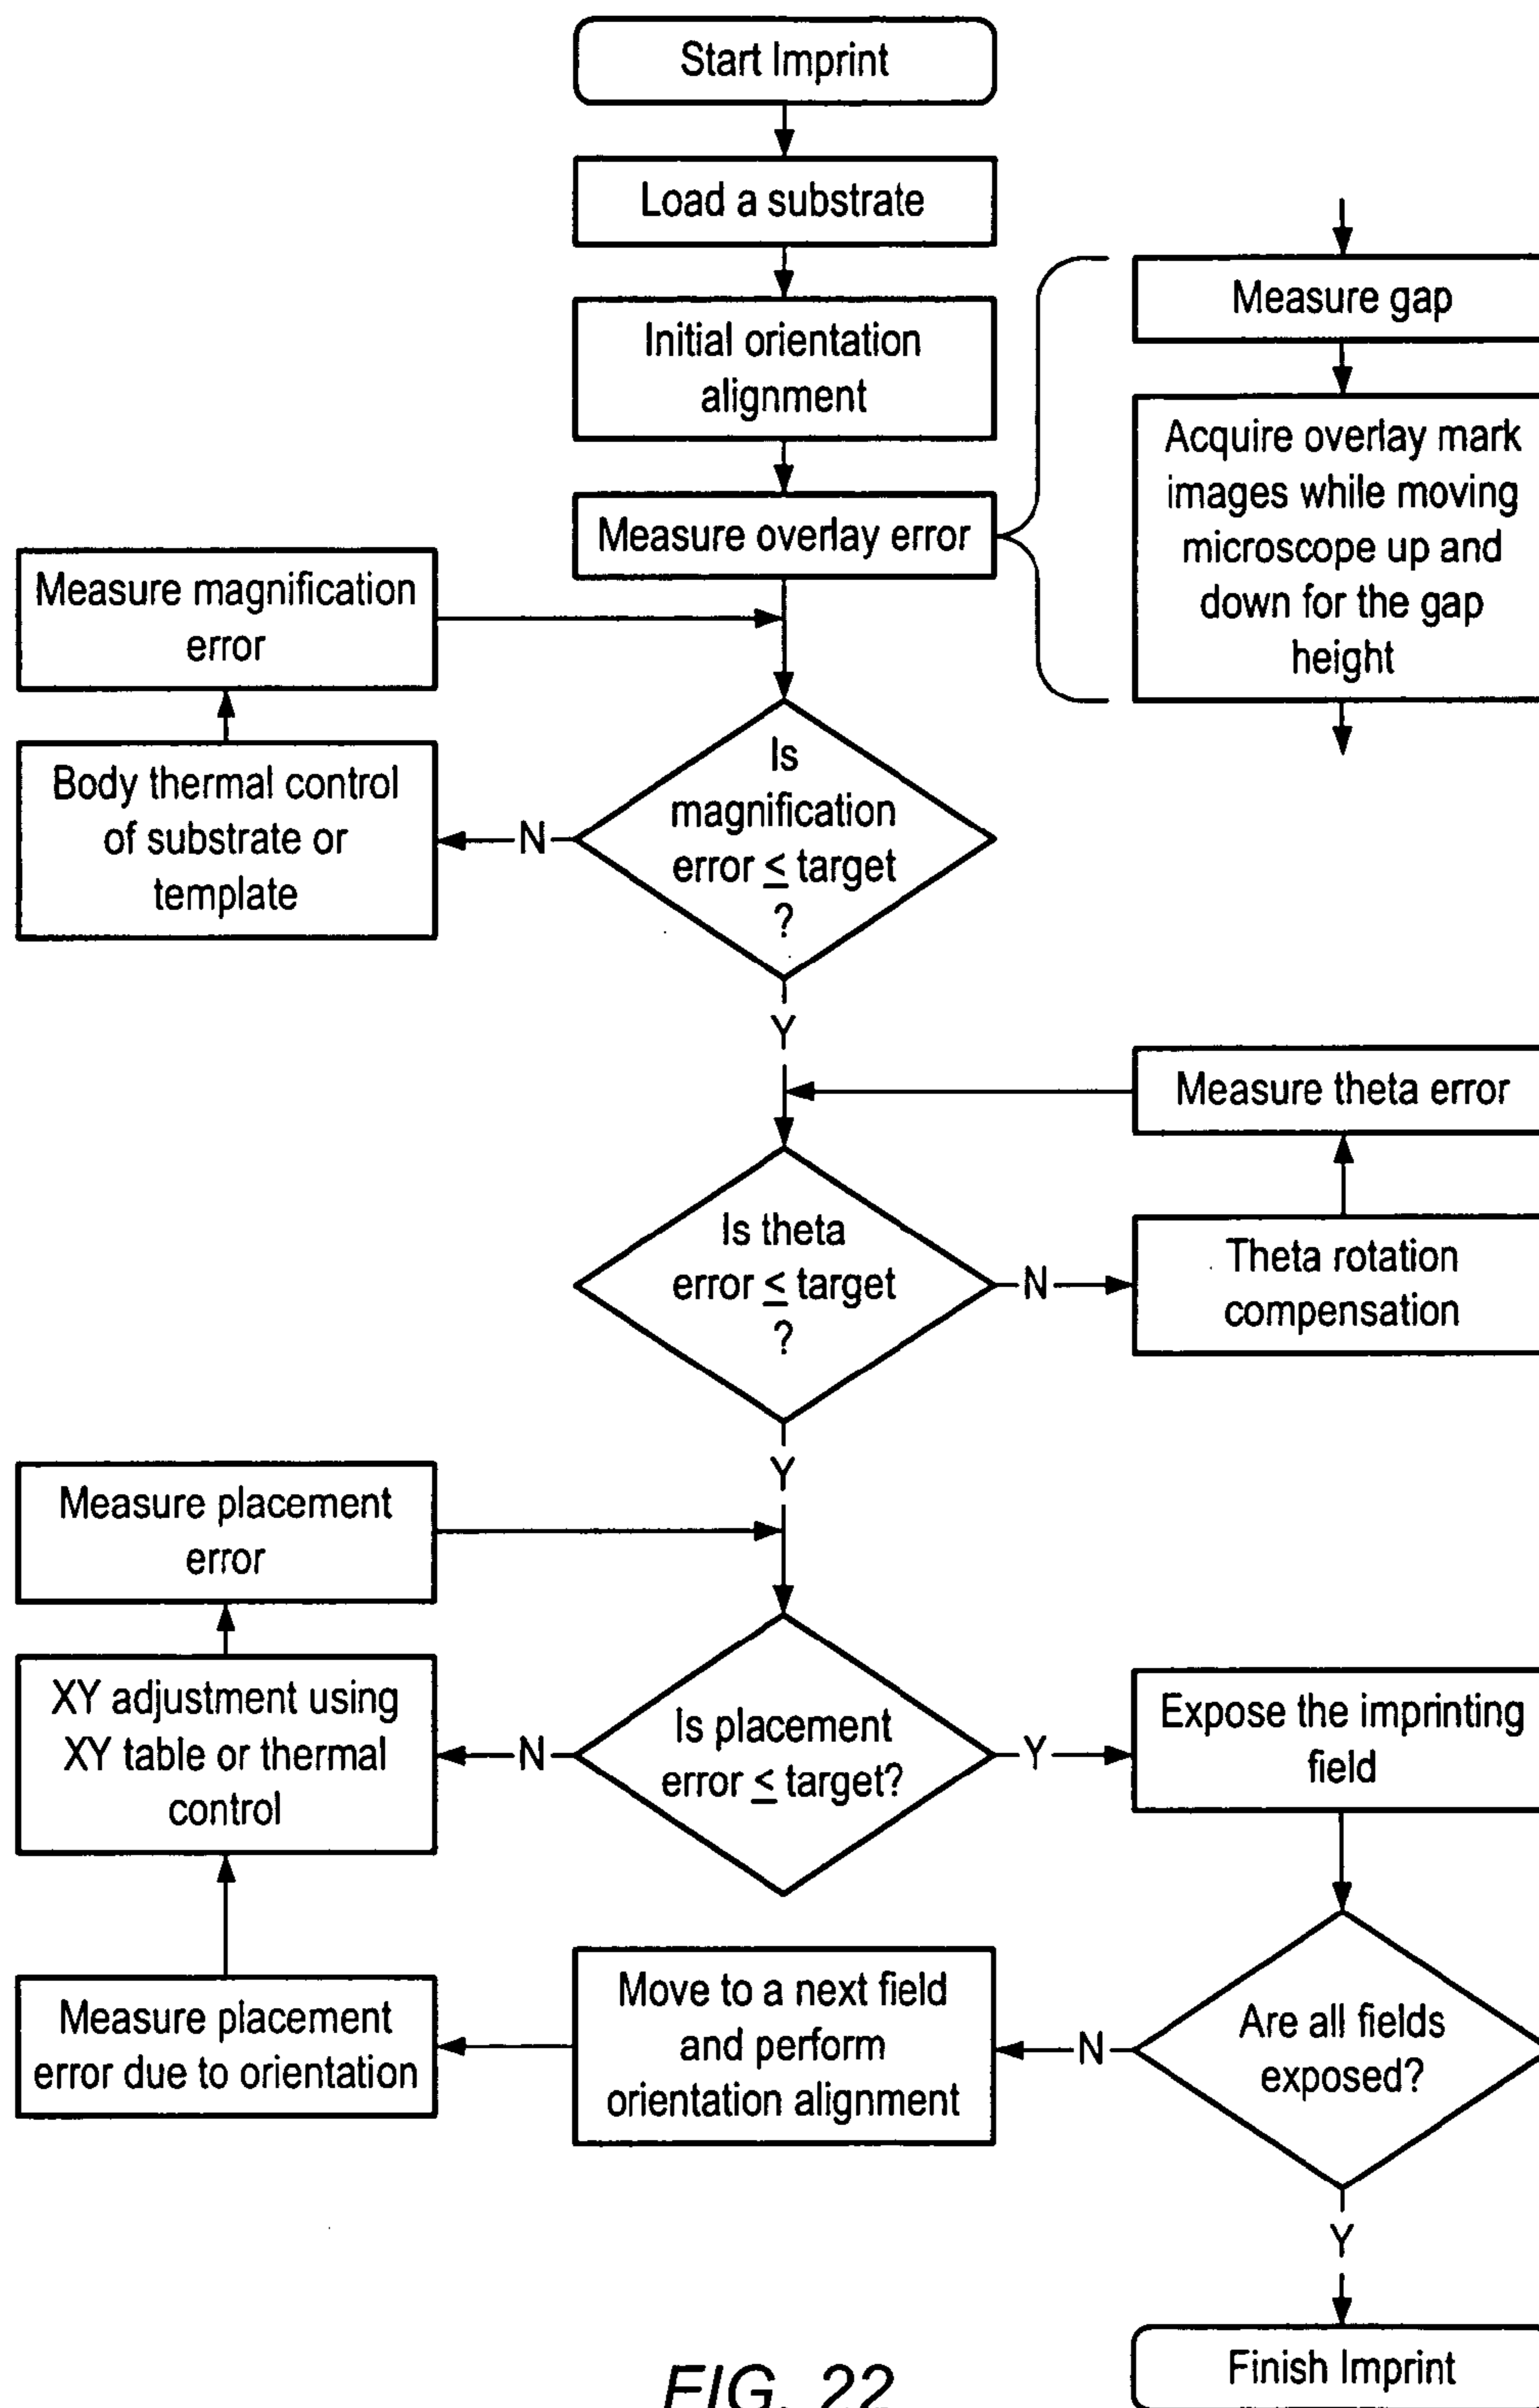 Start Imprint
Load a substrate
Initial orientation
alignment
Measure overlay error
Measure gap
Acquire overlay mark
images while moving
microscope up and
down for the gap
height
Measure magnification
error
Body thermal control
of substrate or
template
N
Is
magnification
error ≤ target
?
Y
Measure theta error
Is theta
error ≤ target
?
N
Theta rotation
compensation
Y
Measure placement
error
XY adjustment using
XY table or thermal
control
N
Is placement
error ≤ target?
Y
Expose the imprinting
field
Measure placement
error due to orientation
Move to a next field
and perform
orientation alignment
N
Are all fields
exposed?
Y
Finish Imprint
FIG. 22